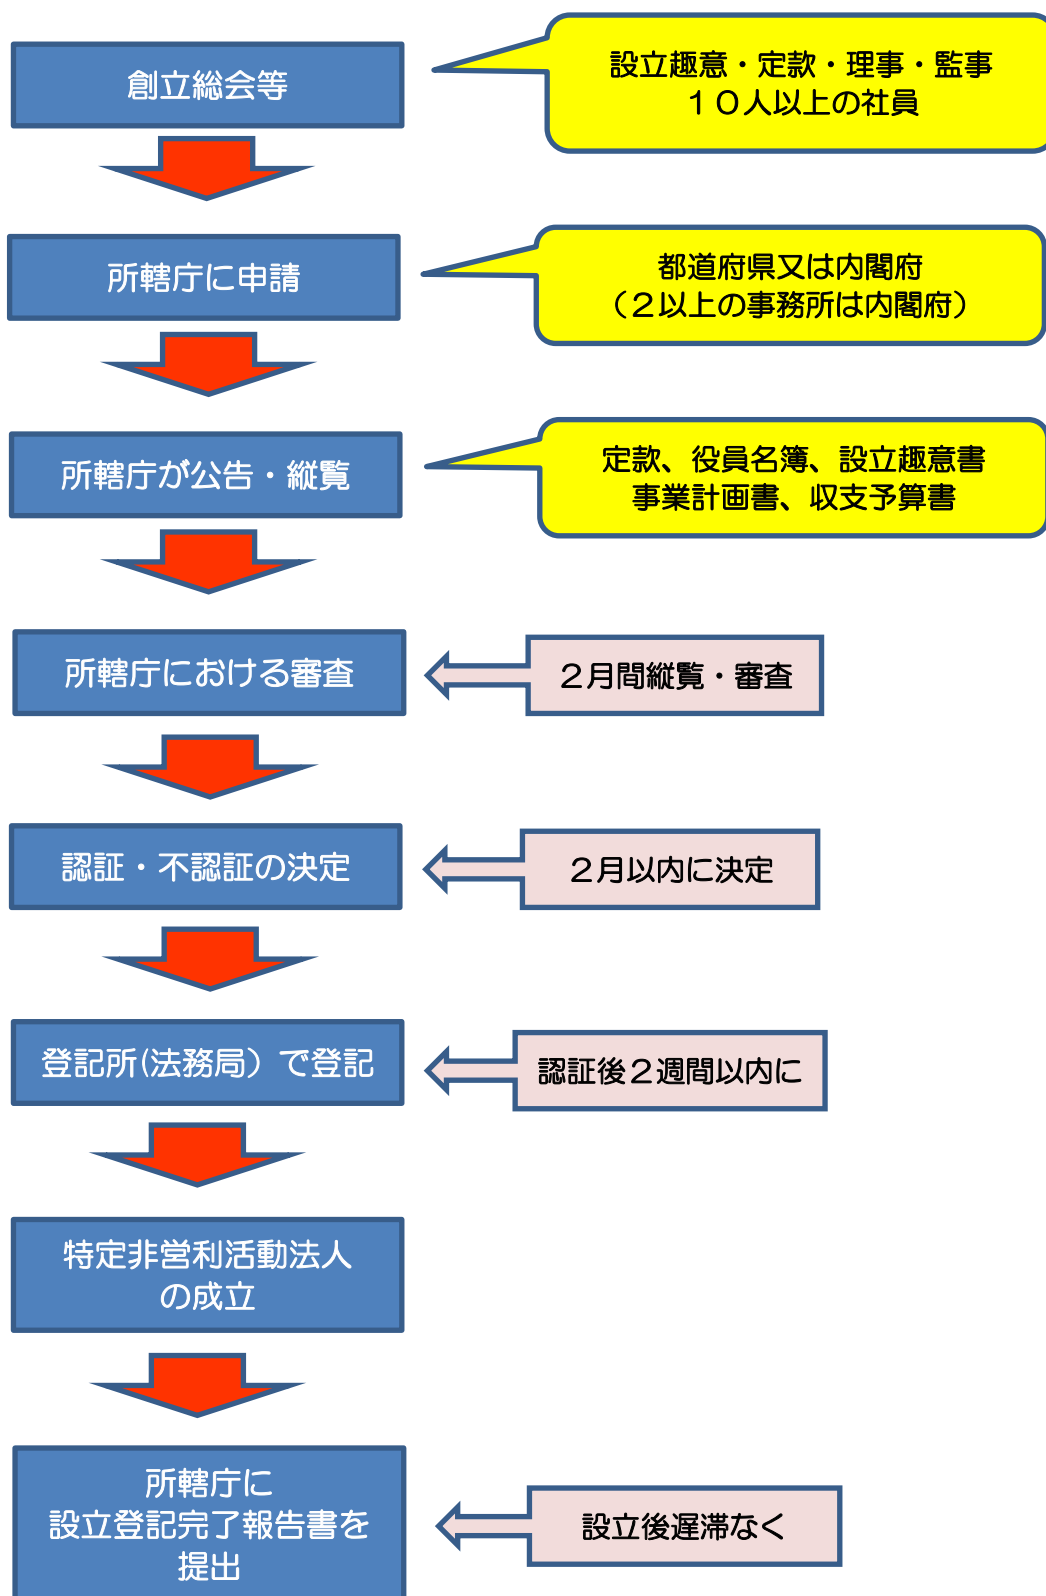 創立総会等
設立趣意・定款・理事・監事
１０人以上の社員
所轄庁に申請
都道府県又は内閣府
（２以上の事務所は内閣府）
所轄庁が公告・縦覧
定款、役員名簿、設立趣意書
事業計画書、収支予算書
所轄庁における審査
２月間縦覧・審査
認証・不認証の決定
２月以内に決定
登記所(法務局）で登記
認証後２週間以内に
特定非営利活動法人
の成立
所轄庁に
設立登記完了報告書を
提出
設立後遅滞なく